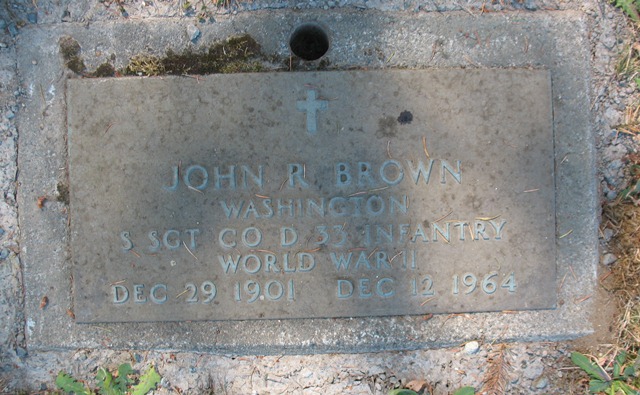 JOHN R BROWN
WASHINGTON
S SGT CO D 33 INFANTRY
WORLD WAR II
DEC 29 1901 DEC 12 1964